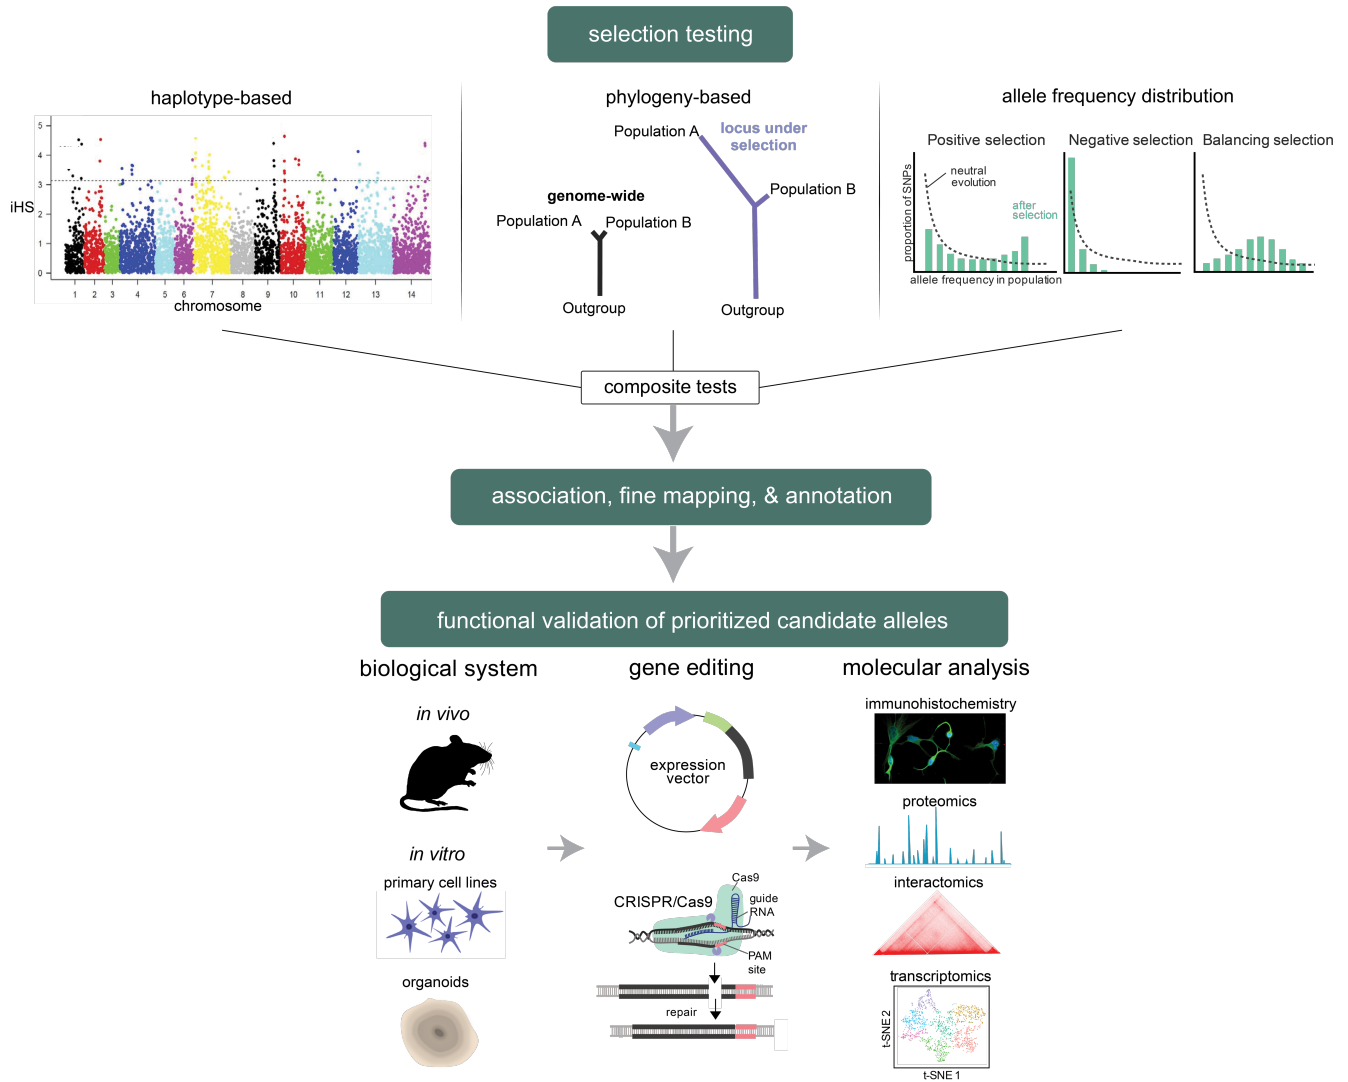 selection testing
haplotype-based
5
4
3
2
1
0
iHS
1 2 3 4 5 6 7 8 9 10 11 12 13 14
chromosome
phylogeny-based
Population A
locus under
selection
Population B
genome-wide
Population A
Population B
Outgroup
Outgroup
allele frequency distribution
Positive selection
Negative selection
Balancing selection
proportion of SNPs
neutral
evolution
after
selection
allele frequency in population
composite tests
association, fine mapping, & annotation
functional validation of prioritized candidate alleles
biological system
in vivo
in vitro
primary cell lines
organoids
gene editing
expression
vector
CRISPR/Cas9
Cas9
guide
RNA
PAM
site
repair
molecular analysis
immunohistochemistry
proteomics
interactomics
transcriptomics
t-SNE 2
t-SNE 1